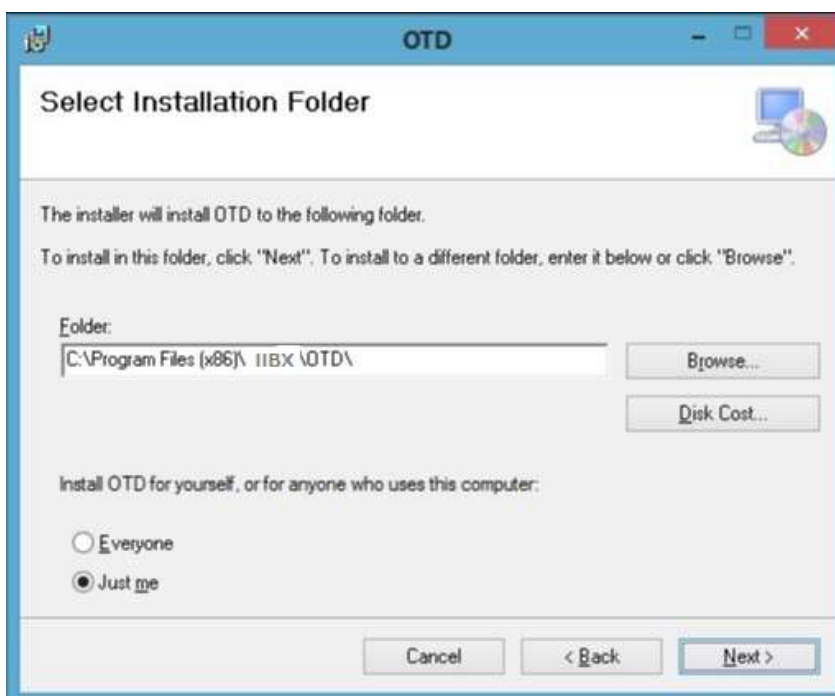 OTD
Select Installation Folder
The installer will install OTD to the following folder.
To install in this folder, click "Next". To install to a different folder, enter it below or click "Browse".
Folder:
C:\Program Files (x86)\ IIBX \OTD\
Browse...
Disk Cost...
Install OTD for yourself, or for anyone who uses this computer:
Everyone
Just me
Cancel
< Back
Next >